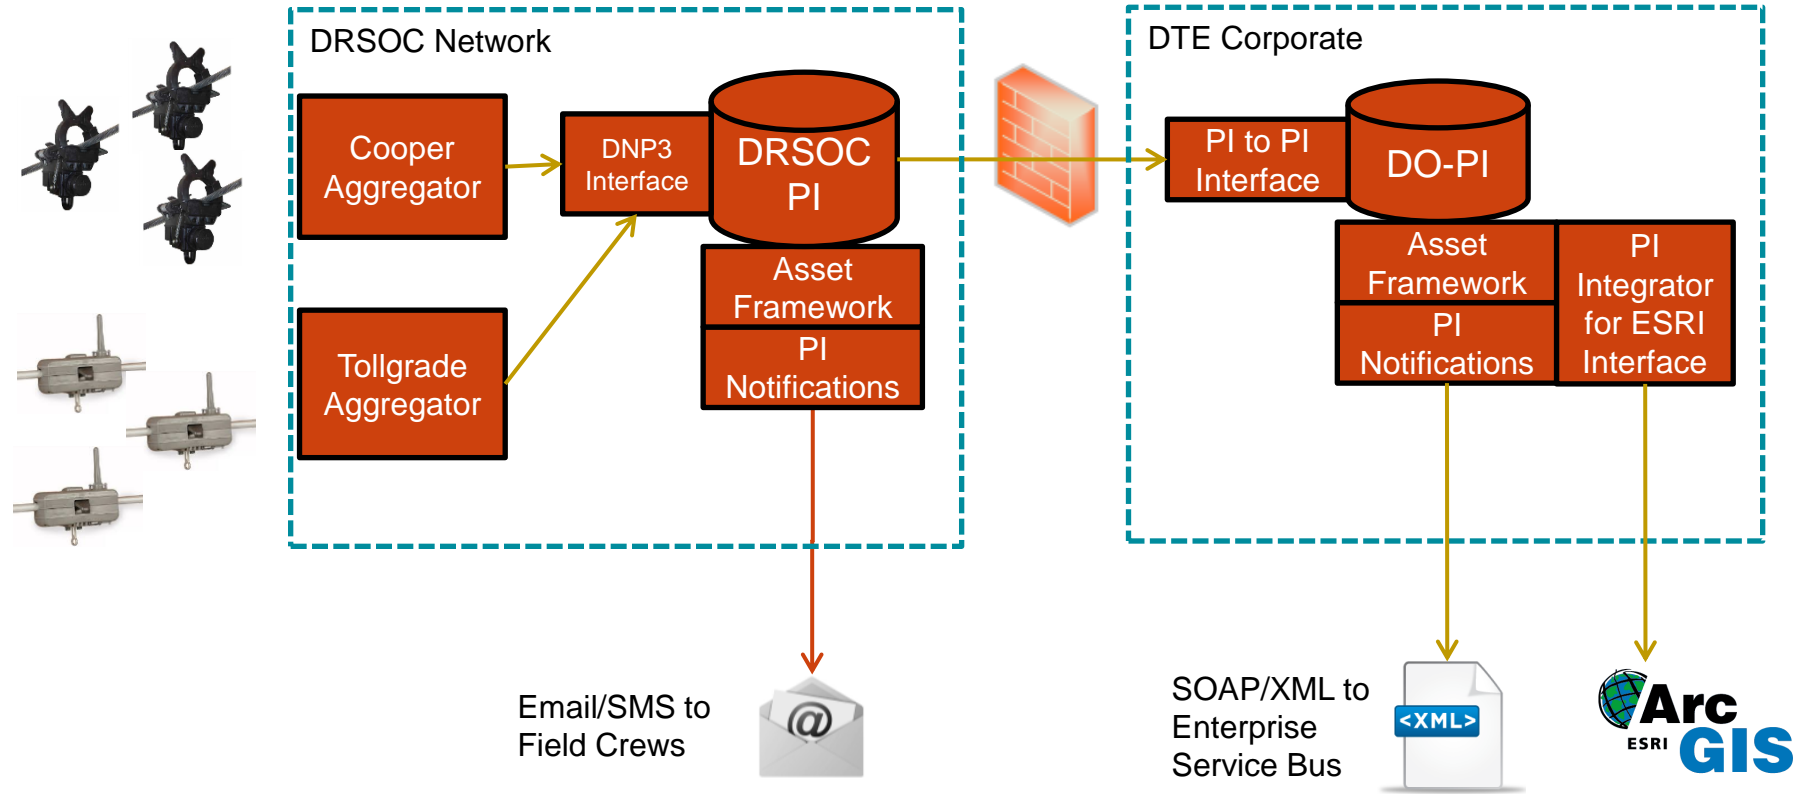 DRSOC Network
Cooper
Aggregator
Tollgrade
Aggregator
DNP3
Interface
DRSOC
PI
Asset
Framework
PI
Notifications
Email/SMS to
Field Crews
@
DTE Corporate
PI to PI
Interface
DO-PI
Asset
Framework
PI
Notifications
PI
Integrator
for ESRI
Interface
SOAP/XML to
Enterprise
Service Bus
<XML>
Arc
ESRI
GIS